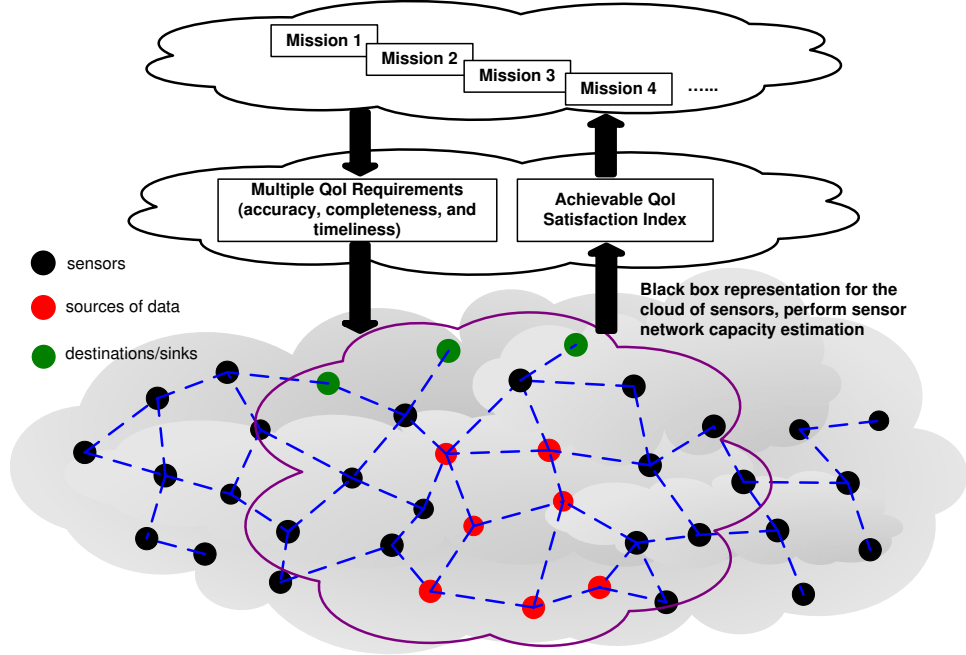 Mission 1
Mission 2
Mission 3
Mission 4 ......
Multiple QoI Requirements
(accuracy, completeness, and
timeliness)
Achievable QoI
Satisfaction Index
sensors
sources of data
destinations/sinks
Black box representation for the
cloud of sensors, perform sensor
network capacity estimation